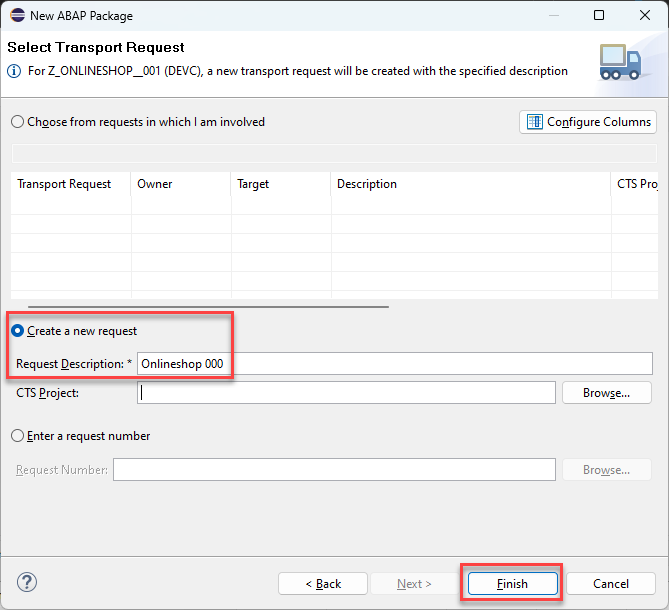 New ABAP Package
Select Transport Request
For Z_ONLINESHOP__001 (DEVC), a new transport request will be created with the specified description
Choose from requests in which I am involved
Configure Columns
Transport Request Owner Target Description CTS Proj
Create a new request
Request Description: * Onlineshop 000
CTS Project: Browse...
Enter a request number
Request Number: Browse...
? < Back Next > Finish Cancel